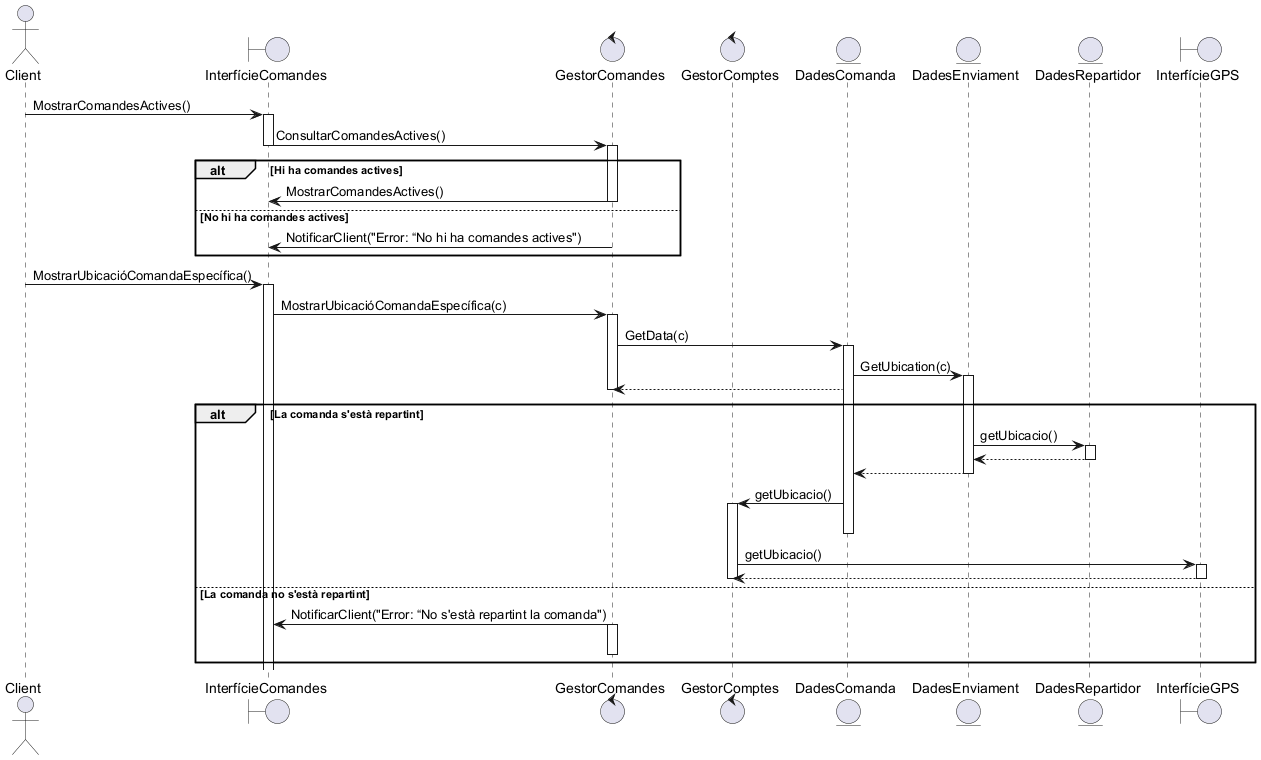 Client
InterfícieComandes
GestorComandes
GestorComptes
DadesComanda
DadesEnviament
DadesRepartidor
InterfícieGPS
MostrarComandesActives()
ConsultarComandesActives()
alt
[Hi ha comandes actives]
MostrarComandesActives()
[No hi ha comandes actives]
NotificarClient("Error: “No hi ha comandes actives")
MostrarUbicacióComandaEspecífica()
MostrarUbicacióComandaEspecífica(c)
GetData(c)
GetUbication(c)
alt
[La comanda s'està repartint]
getUbicacio()
getUbicacio()
getUbicacio()
[La comanda no s'està repartint]
NotificarClient("Error: “No s'està repartint la comanda")
Client
InterfícieComandes
GestorComandes
GestorComptes
DadesComanda
DadesEnviament
DadesRepartidor
InterfícieGPS